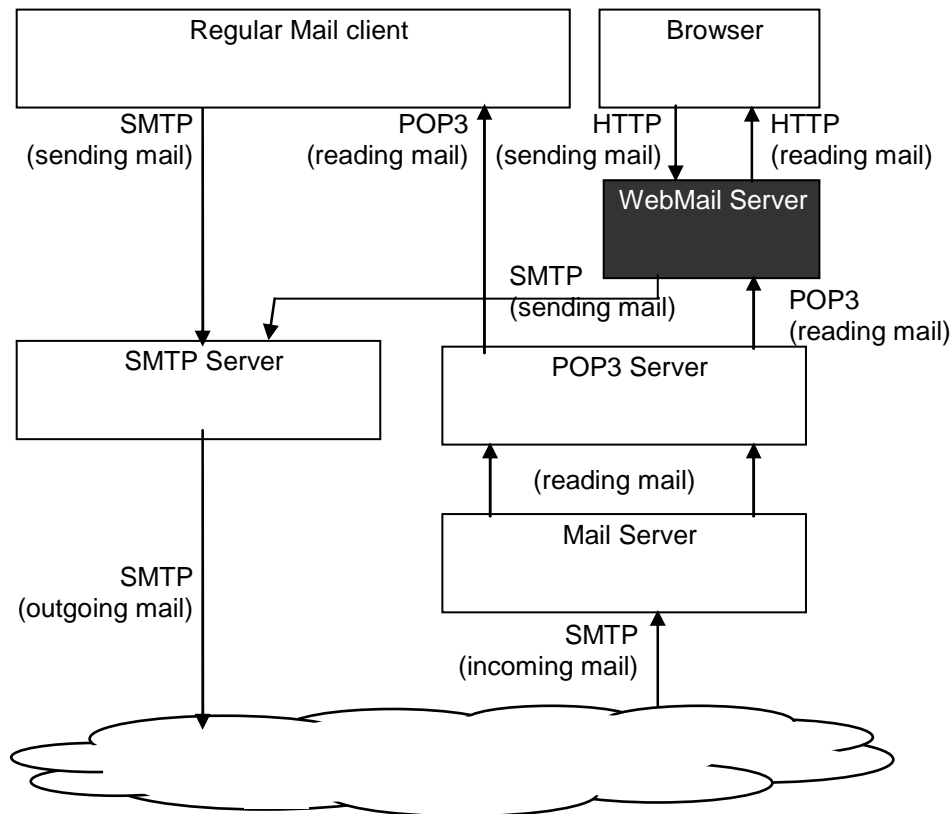 Regular Mail client
Browser
SMTP
(sending mail)
POP3
(reading mail)
HTTP
(sending mail)
HTTP
(reading mail)
WebMail Server
SMTP
(sending mail)
POP3
(reading mail)
SMTP Server
POP3 Server
(reading mail)
Mail Server
SMTP
(outgoing mail)
SMTP
(incoming mail)